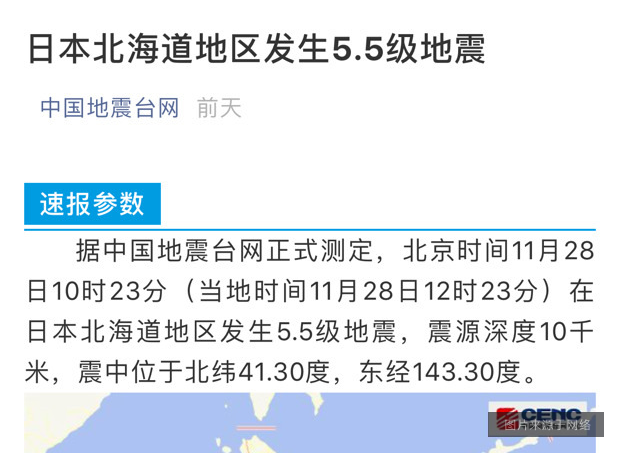 日本北海道地区发生5.5级地震
中国地震台网 前天
速报参数
据中国地震台网正式测定，北京时间11月28
日10时23分（当地时间11月28日12时23分）在
日本北海道地区发生5.5级地震，震源深度10千
米，震中位于北纬41.30度，东经143.30度。
CENC
图片来源于网络